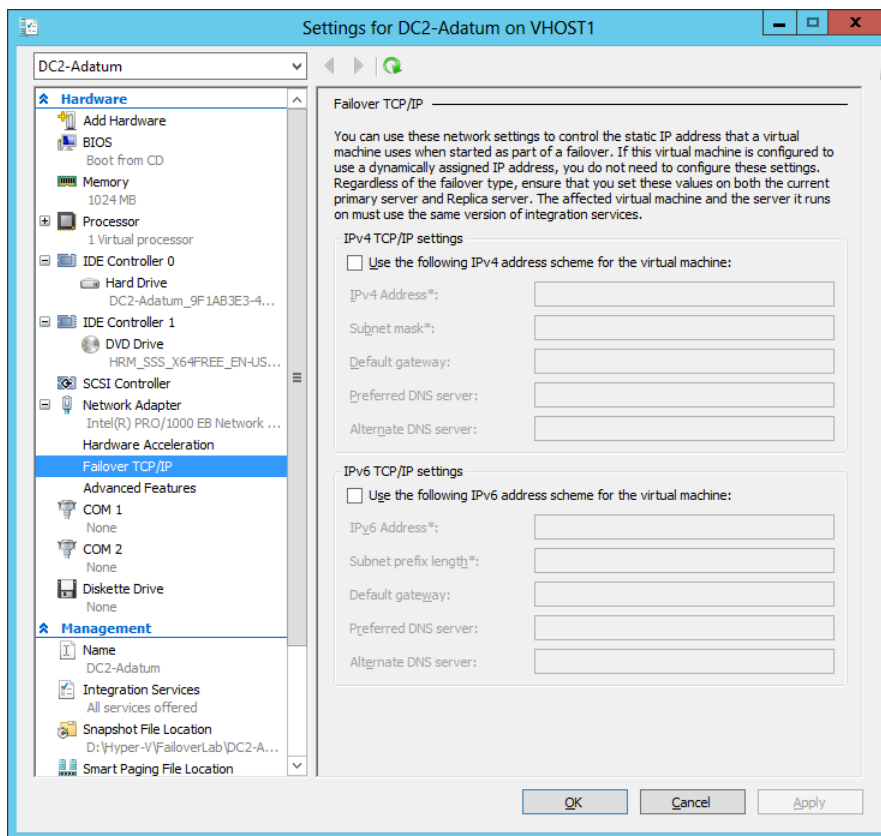 Settings for DC2-Adatum on VHOST1
DC2-Adatum
Hardware
Add Hardware
BIOS
Boot from CD
Memory
1024 MB
Processor
1 Virtual processor
IDE Controller 0
Hard Drive
DC2-Adatum_9F1AB3E3-4...
IDE Controller 1
DVD Drive
HRM_SSS_X64FREE_EN-US...
SCSI Controller
Network Adapter
Intel(R) PRO/1000 EB Network ...
Hardware Acceleration
Failover TCP/IP
Advanced Features
COM 1
None
COM 2
None
Diskette Drive
None
Management
Name
DC2-Adatum
Integration Services
All services offered
Snapshot File Location
D:\Hyper-V\FailoverLab\DC2-A...
Smart Paging File Location
Failover TCP/IP
You can use these network settings to control the static IP address that a virtual
machine uses when started as part of a failover. If this virtual machine is configured to
use a dynamically assigned IP address, you do not need to configure these settings.
Regardless of the failover type, ensure that you set these values on both the current
primary server and Replica server. The affected virtual machine and the server it runs
on must use the same version of integration services.
IPv4 TCP/IP settings
Use the following IPv4 address scheme for the virtual machine:
IPv4 Address*:
Subnet mask*:
Default gateway:
Preferred DNS server:
Alternate DNS server:
IPv6 TCP/IP settings
Use the following IPv6 address scheme for the virtual machine:
IPv6 Address*:
Subnet prefix length*:
Default gateway:
Preferred DNS server:
Alternate DNS server:
OK
Cancel
Apply